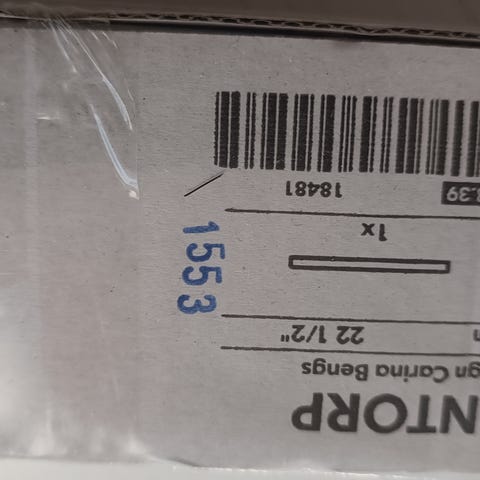 NTORP
gn Carina Bengs
22 1/2"
1x
18481
1553